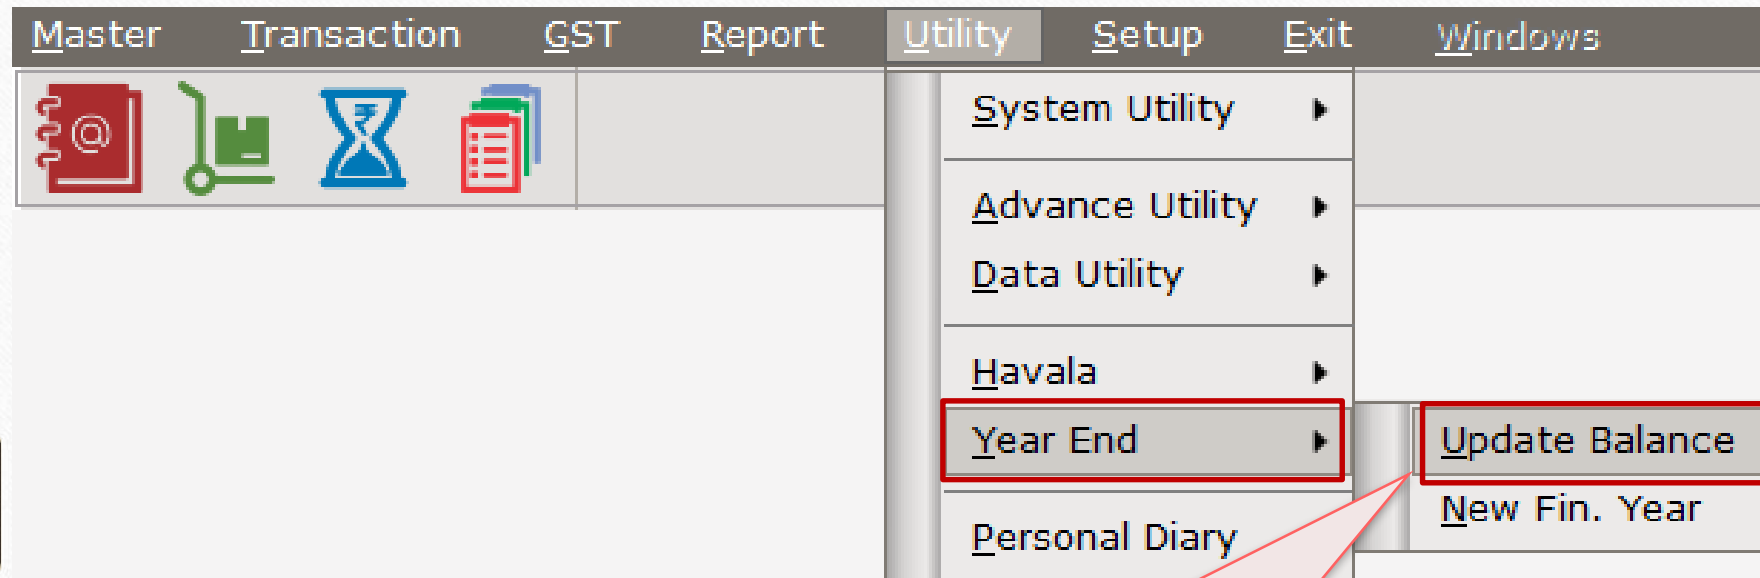 Master Transaction GST Report Utility Setup Exit Windows
@
₹
System Utility
Advance Utility
Data Utility
Havala
Year End
Update Balance
New Fin. Year
Personal Diary